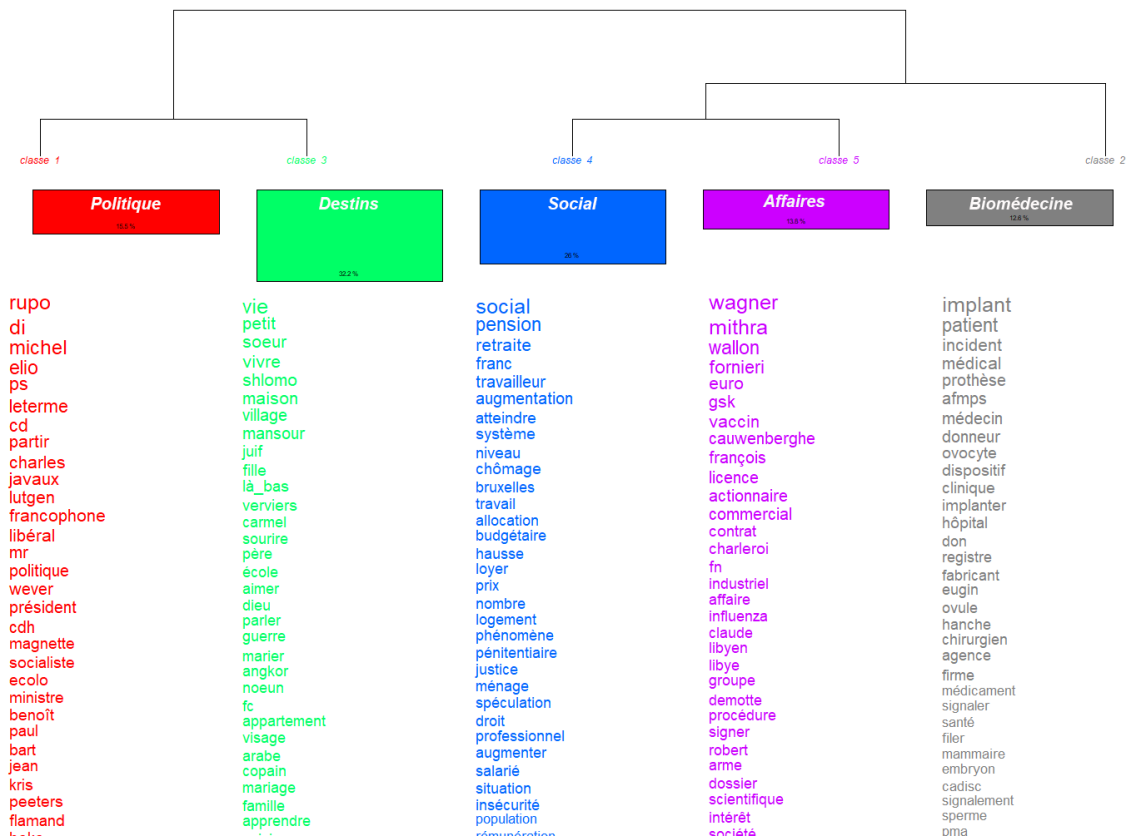 classe 1
classe 3
classe 4
classe 5
classe 2
Politique
Destins
32.2 %
Social
26 %
Affaires
Biomédecine
12.8 %
rupo
di
michel
elio
ps
leterme
cd
partir
charles
javaux
lutgen
francophone
libéral
mr
politique
wever
président
cdh
magnette
socialiste
ecolo
ministre
benoît
paul
bart
jean
kris
peeters
flamand
vie
petit
soeur
vivre
shlomo
maison
village
mansour
juif
fille
là_bas
verviers
carmel
sourire
père
école
aimer
dieu
parler
guerre
marier
angkor
noeun
fc
appartement
visage
arabe
copain
mariage
famille
apprendre
social
pension
retraite
franc
travailleur
augmentation
atteindre
système
niveau
chômage
bruxelles
travail
allocation
budgétaire
hausse
loyer
prix
nombre
logement
phénomène
pénitentiaire
justice
ménage
spéculation
droit
professionnel
augmenter
salarié
situation
insécurité
population
rémunération
wagner
mithra
wallon
fornieri
euro
gsk
vaccin
cauwenberghe
françois
licence
actionnaire
commercial
contrat
charleroi
fn
industriel
affaire
influenza
claude
libyen
libye
groupe
demotte
procédure
signer
robert
arme
dossier
scientifique
intérêt
société
implant
patient
incident
médical
prothèse
afmps
médecin
donneur
ovocyte
dispositif
clinique
implanter
hôpital
don
registre
fabricant
eugin
ovule
hanche
chirurgien
agence
firme
médicament
signaler
santé
filer
mammaire
embryon
cadisc
signalement
sperme
pma